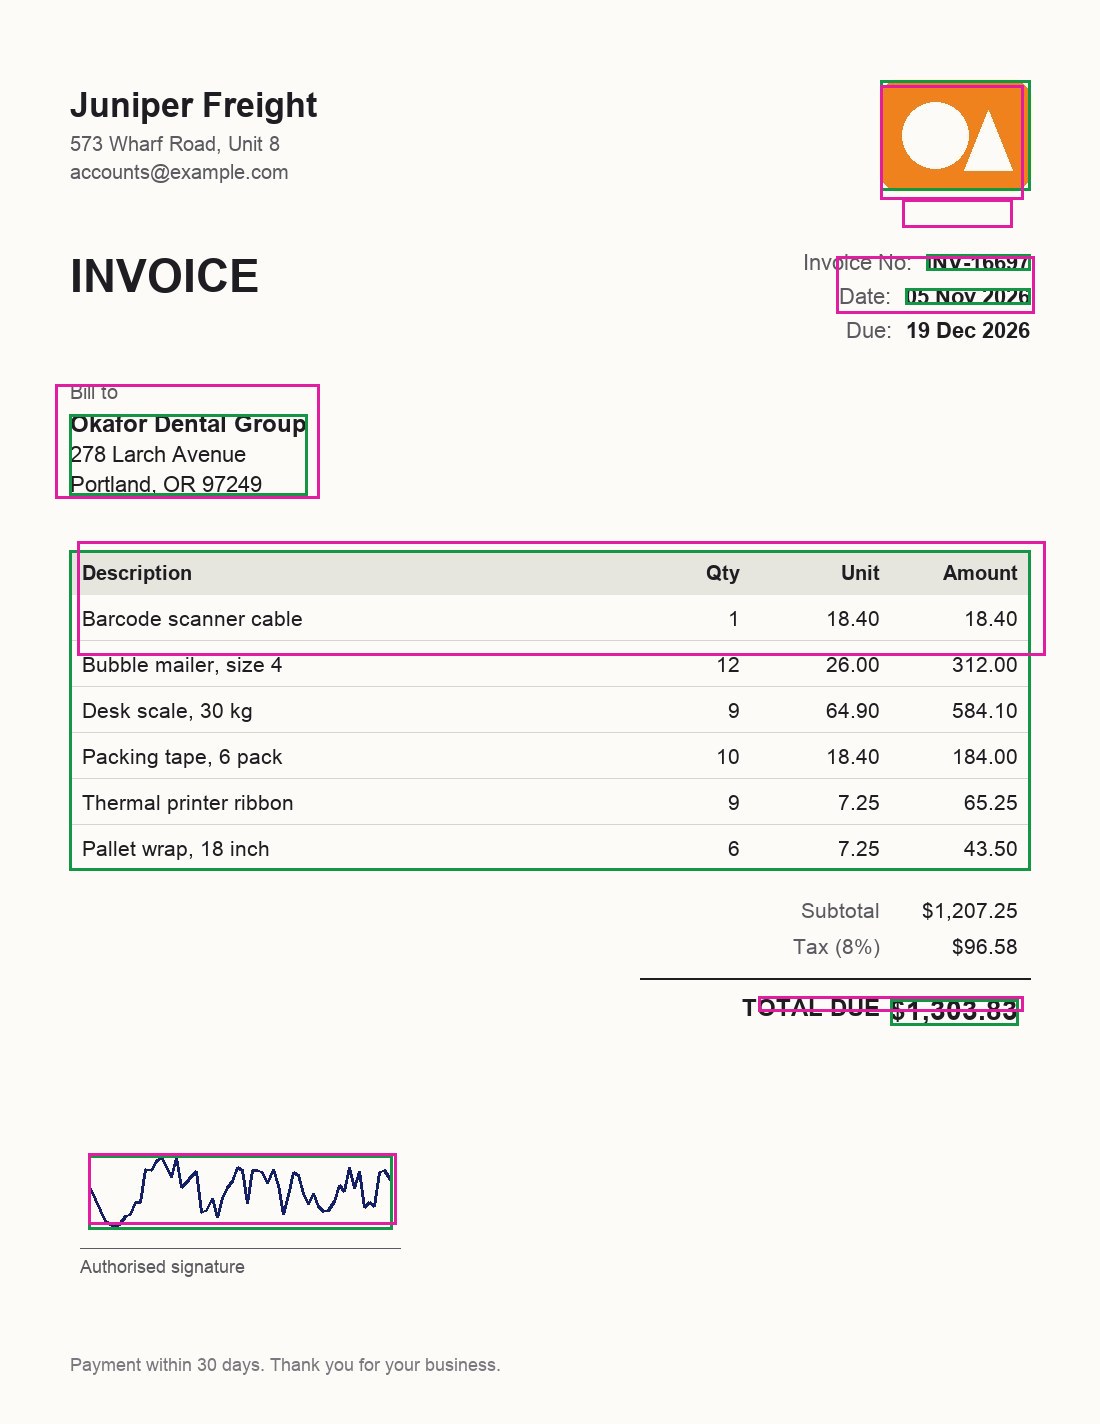 Juniper Freight
573 Wharf Road, Unit 8
accounts@example.com
INVOICE
Invoice No: INV-16697
Date: 05 Nov 2026
Due: 19 Dec 2026
Bill to
Okafor Dental Group
278 Larch Avenue
Portland, OR 97249
Description Qty Unit Amount
Barcode scanner cable 1 18.40 18.40
Bubble mailer, size 4 12 26.00 312.00
Desk scale, 30 kg 9 64.90 584.10
Packing tape, 6 pack 10 18.40 184.00
Thermal printer ribbon 9 7.25 65.25
Pallet wrap, 18 inch 6 7.25 43.50
Subtotal $1,207.25
Tax (8%) $96.58
TOTAL DUE $1,303.83
Authorised signature
Payment within 30 days. Thank you for your business.